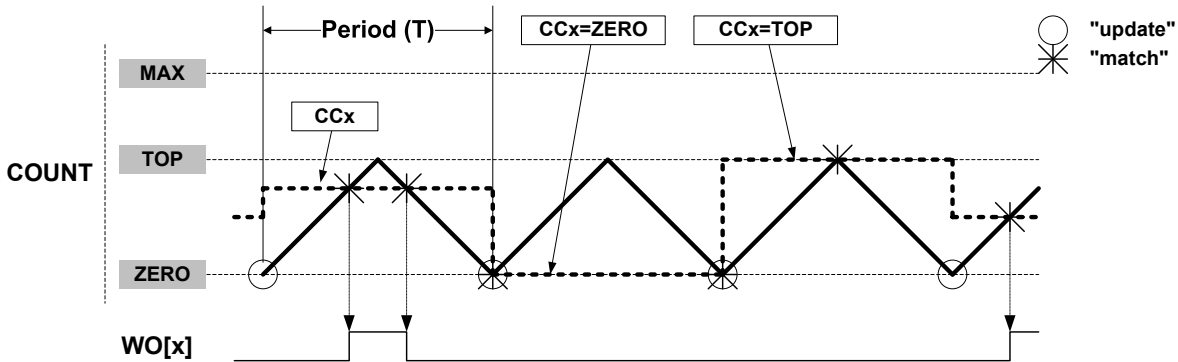 Period (T)
CCx=ZERO
CCx=TOP
"update"
"match"
MAX
CCx
TOP
COUNT
ZERO
WO[x]